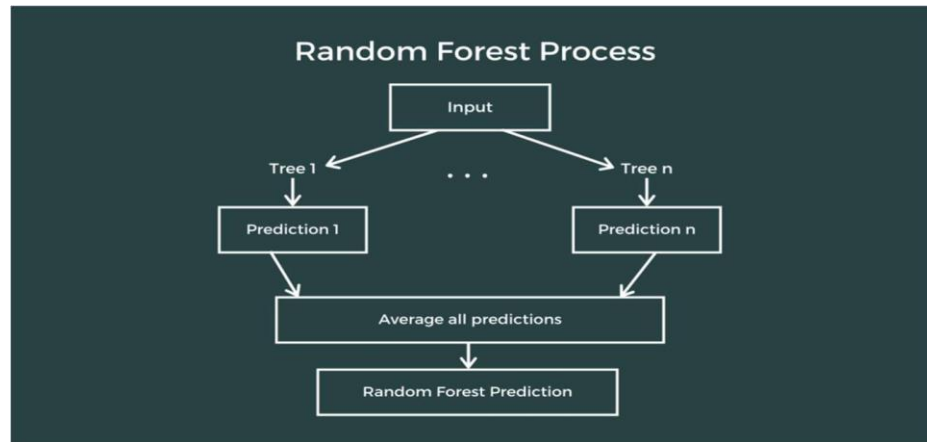 Random Forest Process
Input
Tree 1
. . .
Tree n
Prediction 1
Prediction n
Average all predictions
Random Forest Prediction